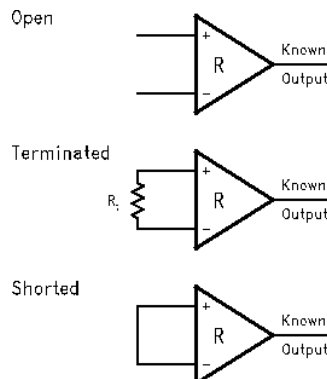 Open
+
R
−
Known
Output
Terminated
+
R
−
Known
Output
Shorted
+
R
−
Known
Output